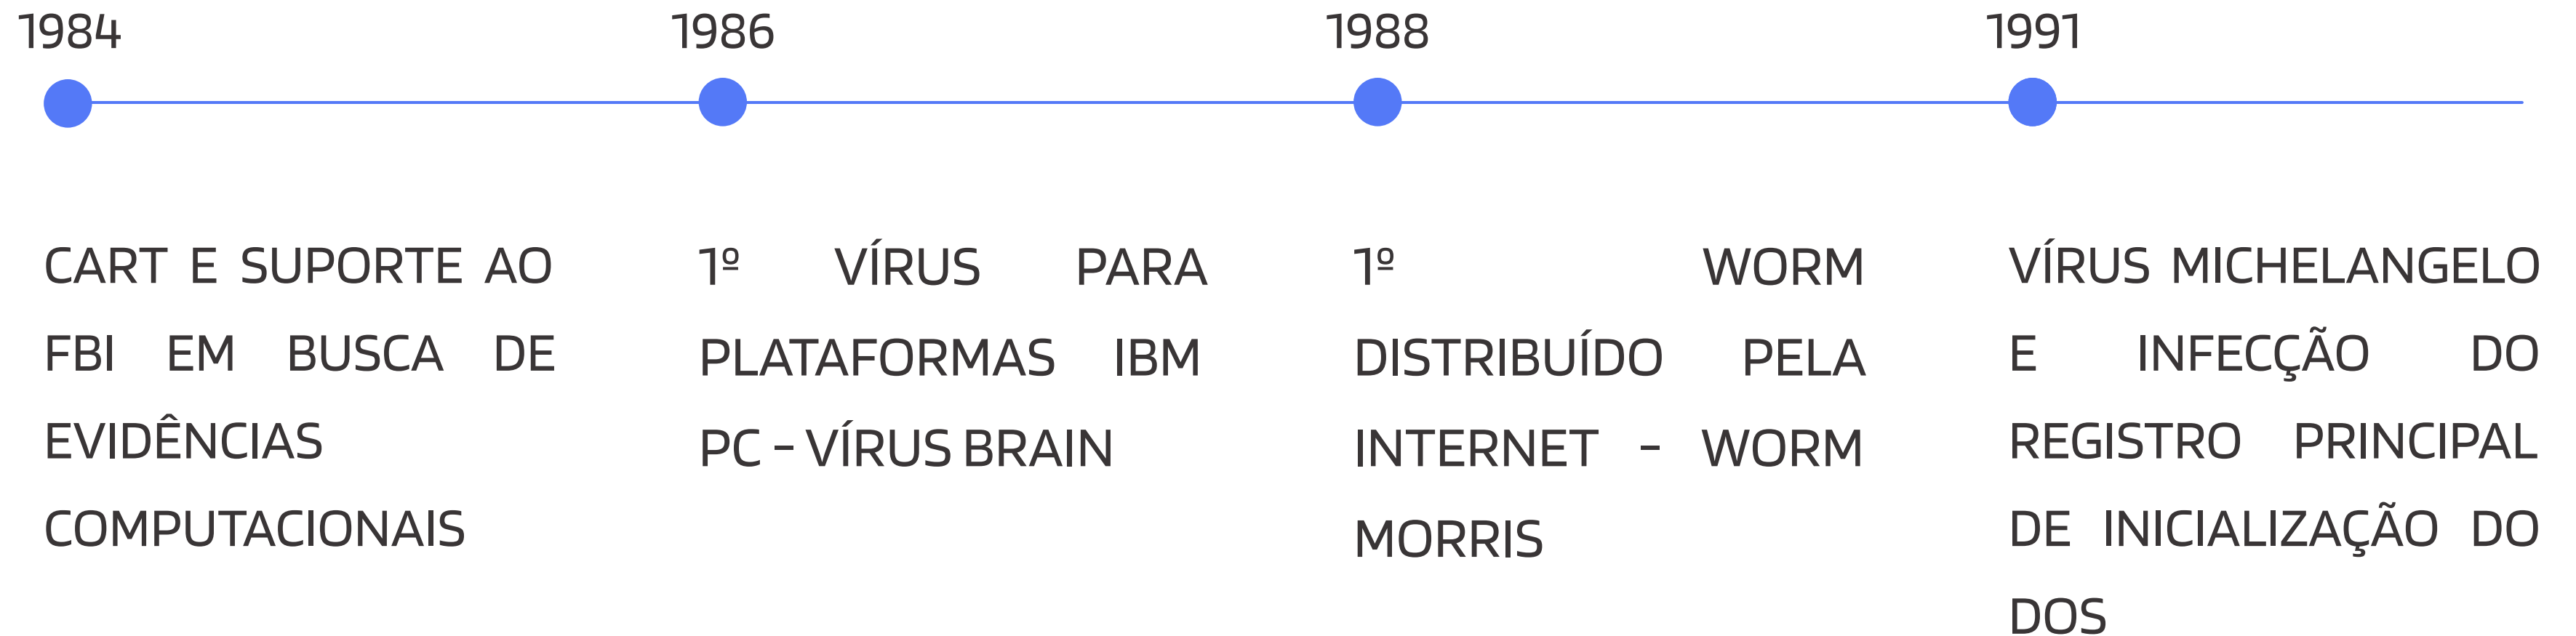 1984
CART E SUPORTE AO
FBI EM BUSCA DE
EVIDÊNCIAS
COMPUTACIONAIS
1986
1º VÍRUS PARA
PLATAFORMAS IBM
PC – VÍRUS BRAIN
1988
1º WORM
DISTRIBUÍDO PELA
INTERNET – WORM
MORRIS
1991
VÍRUS MICHELANGELO
E INFECÇÃO DO
REGISTRO PRINCIPAL
DE INICIALIZAÇÃO DO
DOS